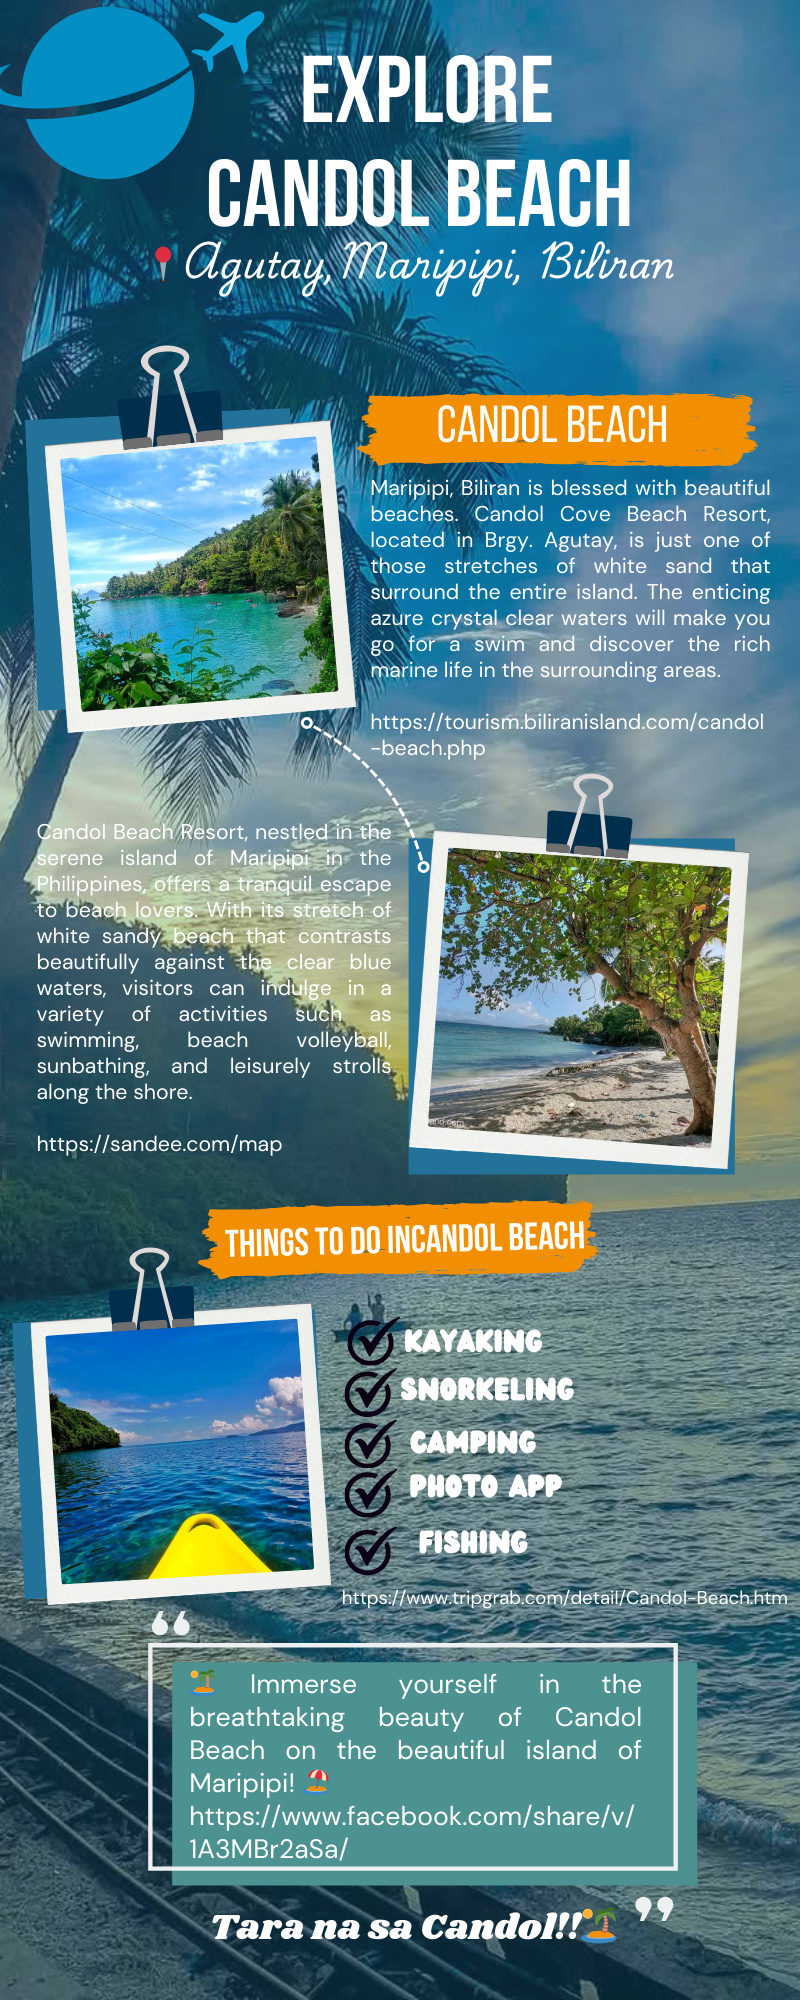 EXPLORE
CANDOL BEACH
Agutay, Maripipi, Biliran
CANDOL BEACH
Maripipi, Biliran is blessed with beautiful
beaches. Candol Cove Beach Resort,
located in Brgy. Agutay, is just one of
those stretches of white sand that
surround the entire island. The enticing
azure crystal clear waters will make you
go for a swim and discover the rich
marine life in the surrounding areas.
https://tourism.biliranisland.com/candol
-beach.php
Candol Beach Resort, nestled in the
serene island of Maripipi in the
Philippines, offers a tranquil escape
to beach lovers. With its stretch of
white sandy beach that contrasts
beautifully against the clear blue
waters, visitors can indulge in a
variety of activities such as
swimming, beach volleyball,
sunbathing, and leisurely strolls
along the shore.
https://sandee.com/map
THINGS TO DO INCANDOL BEACH
KAYAKING
SNORKELING
CAMPING
PHOTO APP
FISHING
https://www.tripgrab.com/detail/Candol-Beach.htm
“
🏝️ Immerse yourself in the
breathtaking beauty of Candol
Beach on the beautiful island of
Maripipi! 🏖️
https://www.facebook.com/share/v/
1A3MBr2aSa/
”
Tara na sa Candol!!🏝️